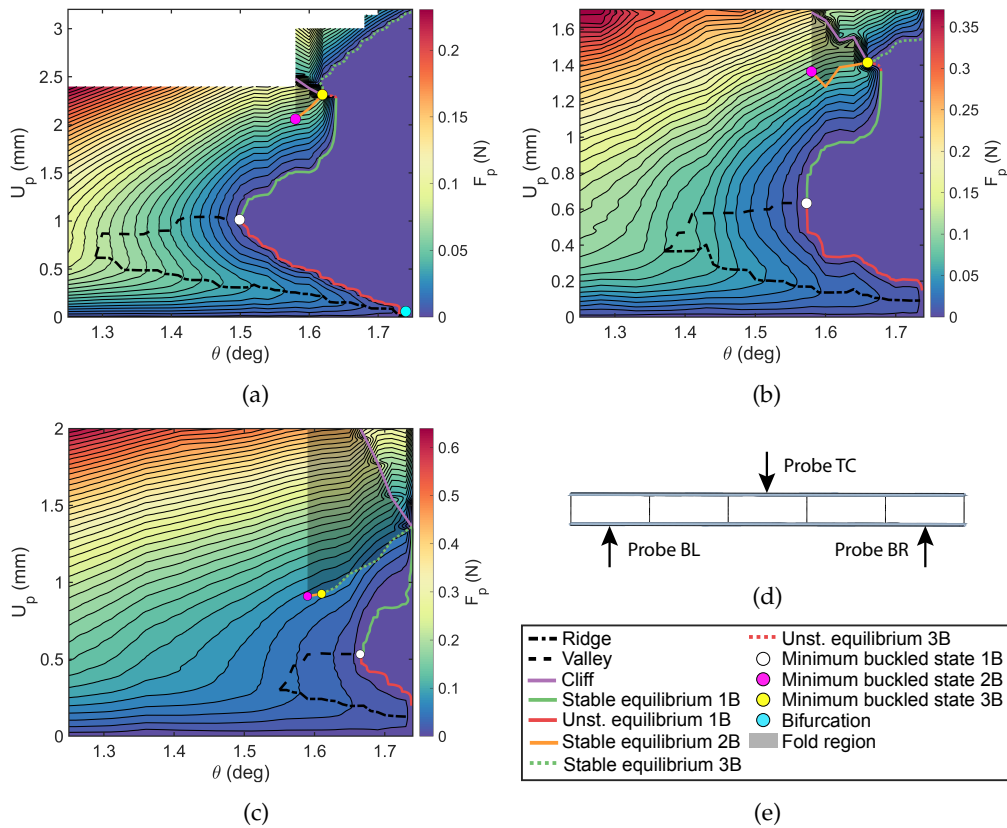 3
2.5
2
1.5
1
0.5
0
U_p (mm)
1.3 1.4 1.5 1.6 1.7
θ (deg)
0.2
0.15
0.1
0.05
0
F_p (N)
(a)
1.6
1.4
1.2
1
0.8
0.6
0.4
0.2
0
U_p (mm)
1.3 1.4 1.5 1.6 1.7
θ (deg)
0.35
0.3
0.25
0.2
0.15
0.1
0.05
0
F_p (N)
(b)
2
1.5
1
0.5
0
U_p (mm)
1.3 1.4 1.5 1.6 1.7
θ (deg)
0.6
0.5
0.4
0.3
0.2
0.1
0
F_p (N)
(c)
Probe TC
Probe BL
Probe BR
(d)
Ridge
Valley
Cliff
Stable equilibrium 1B
Unst. equilibrium 1B
Stable equilibrium 2B
Stable equilibrium 3B
Unst. equilibrium 3B
Minimum buckled state 1B
Minimum buckled state 2B
Minimum buckled state 3B
Bifurcation
Fold region
(e)